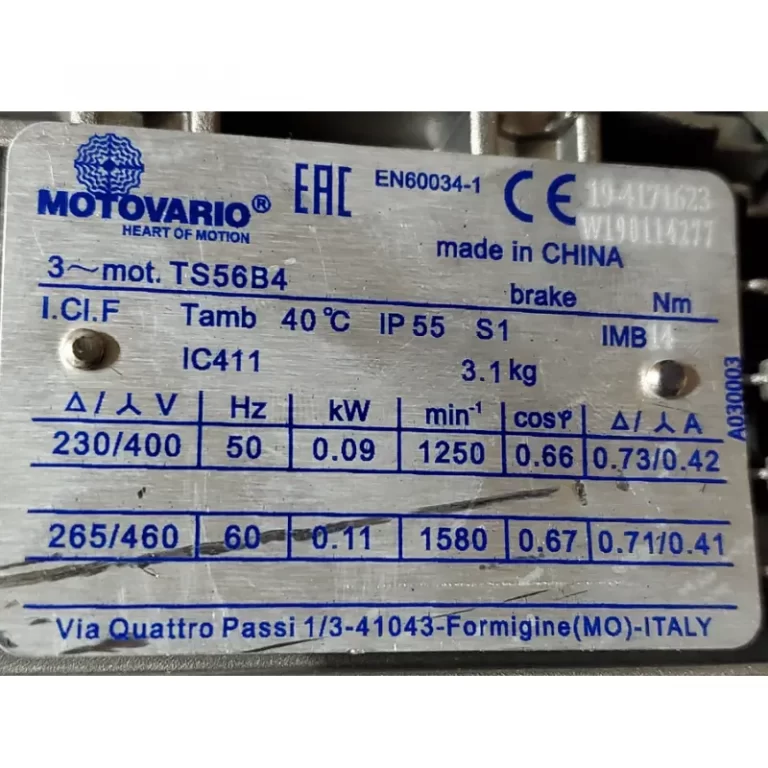 MOTOVARIO®
HEART OF MOTION
EAC
EN60034-1
CE
19-4171623
W190114277
made in CHINA
3~mot. TS56B4
brake Nm
I.Cl.F Tamb 40℃ IP 55 S1 IMB14
IC411 3.1kg
A030003
Δ/⅄ V Hz kW min⁻¹ cosφ Δ/⅄ A
230/400 50 0.09 1250 0.66 0.73/0.42
265/460 60 0.11 1580 0.67 0.71/0.41
Via Quattro Passi 1/3-41043-Formigine(MO)-ITALY